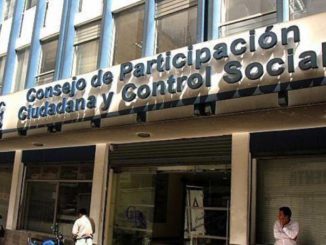 Consejo de Participación
Ciudadana y Control Social